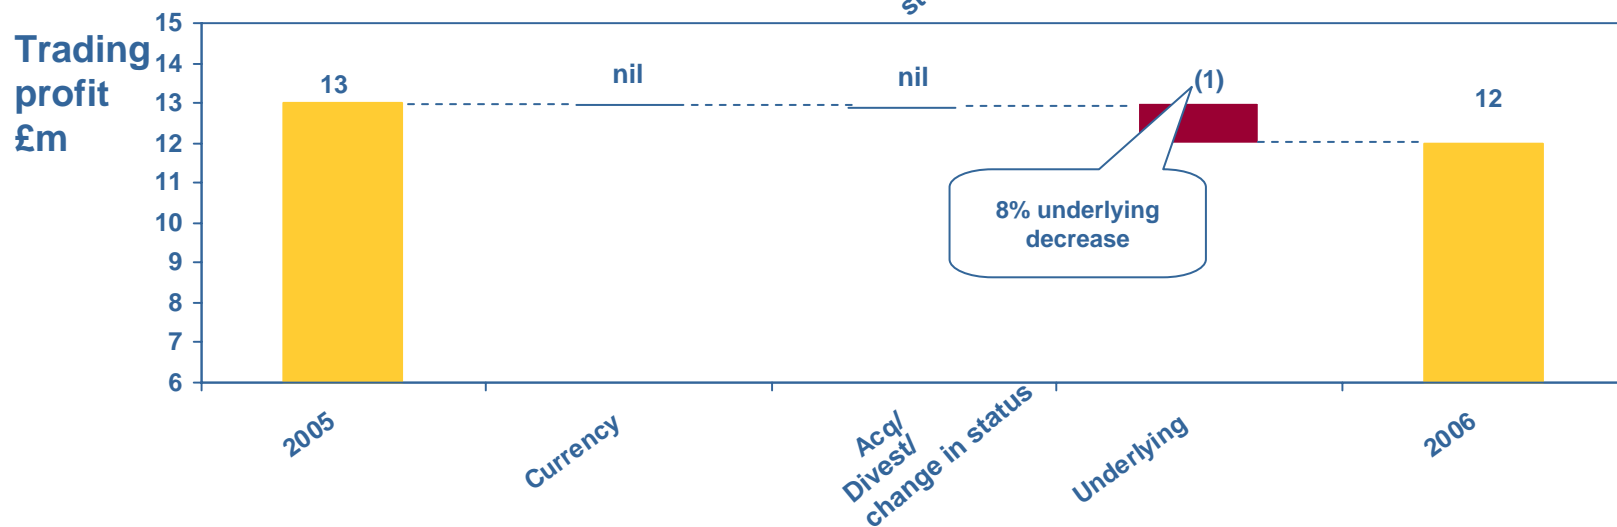 st
Trading
profit
£m
15
14
13
12
11
10
9
8
7
6
13
nil
nil
(1)
12
8% underlying
decrease
2005
Currency
Acq/
Divest/
change in status
Underlying
2006